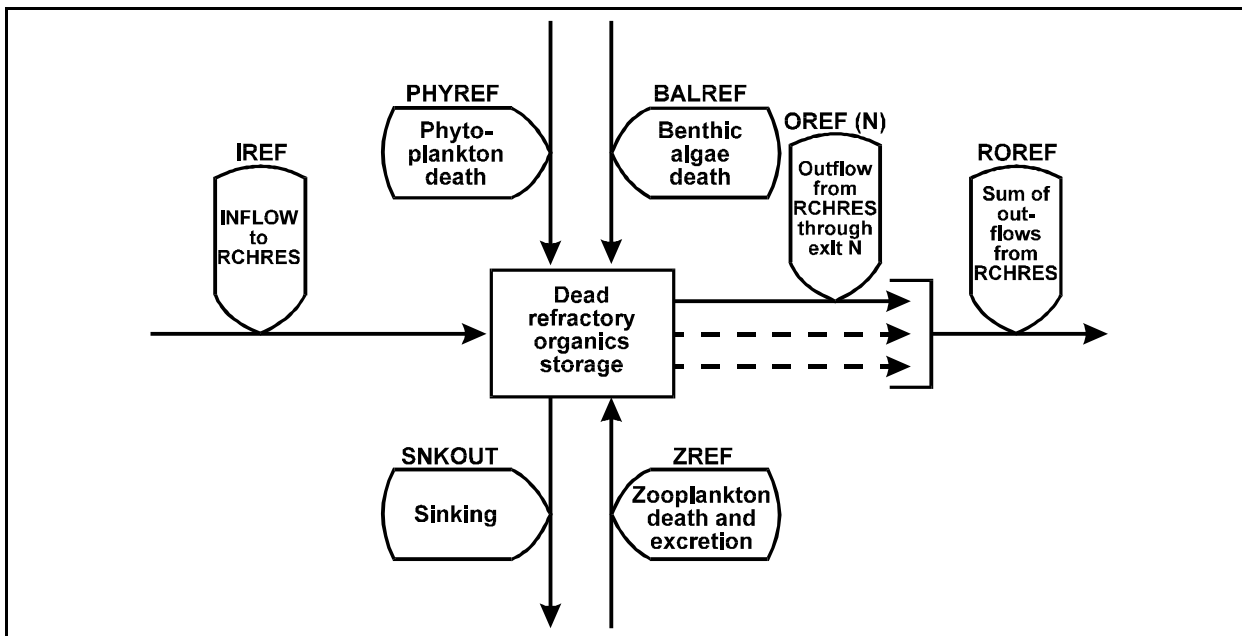 PHYREF
Phyto-
plankton
death
BALREF
Benthic
algae
death
IREF
INFLOW
to
RCHRES
OREF (N)
Outflow
from
RCHRES
through
exit N
ROREF
Sum of
out-
flows
from
RCHRES
Dead
refractory
organics
storage
SNKOUT
Sinking
ZREF
Zooplankton
death and
excretion